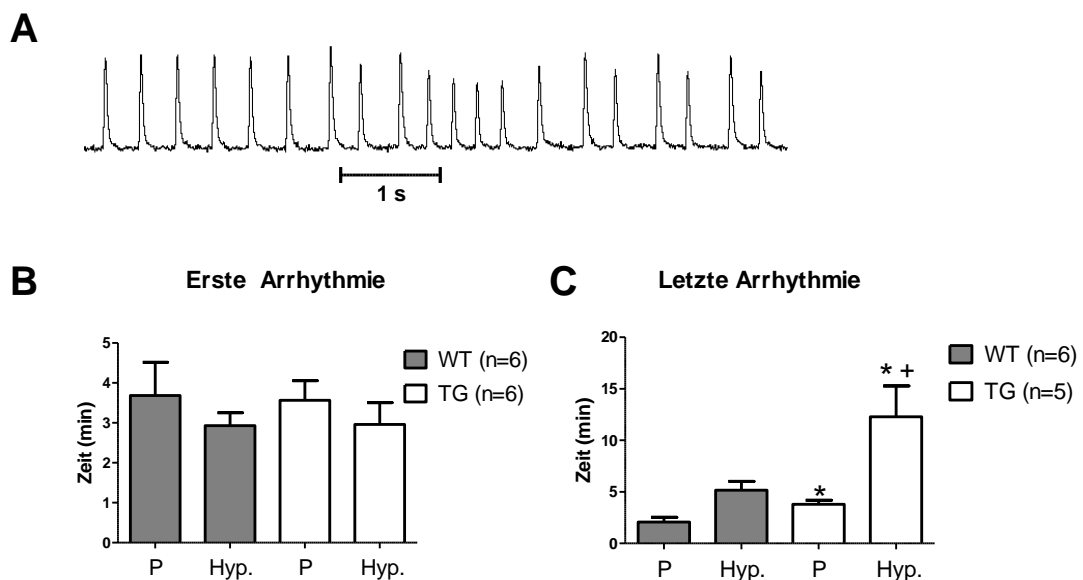 A
1 s
B
Erste Arrhythmie
Zeit (min)
5
4
3
2
1
0
P
Hyp.
P
Hyp.
WT (n=6)
TG (n=6)
C
Letzte Arrhythmie
Zeit (min)
20
15
10
5
0
*
* +
P
Hyp.
P
Hyp.
WT (n=6)
TG (n=5)